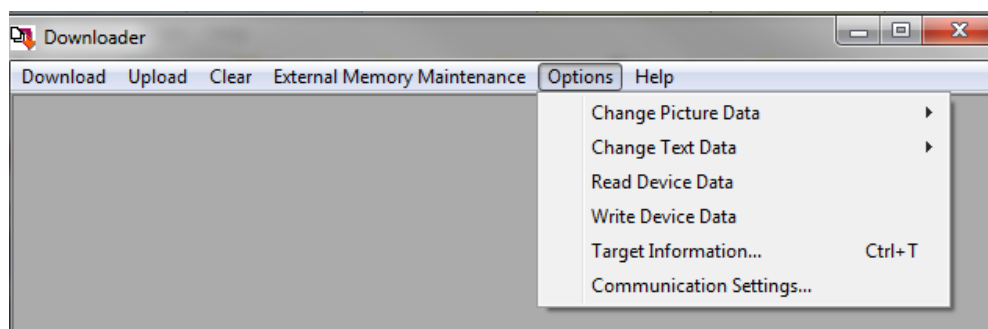 Downloader
Download Upload Clear External Memory Maintenance Options Help
Change Picture Data
Change Text Data
Read Device Data
Write Device Data
Target Information... Ctrl+T
Communication Settings...